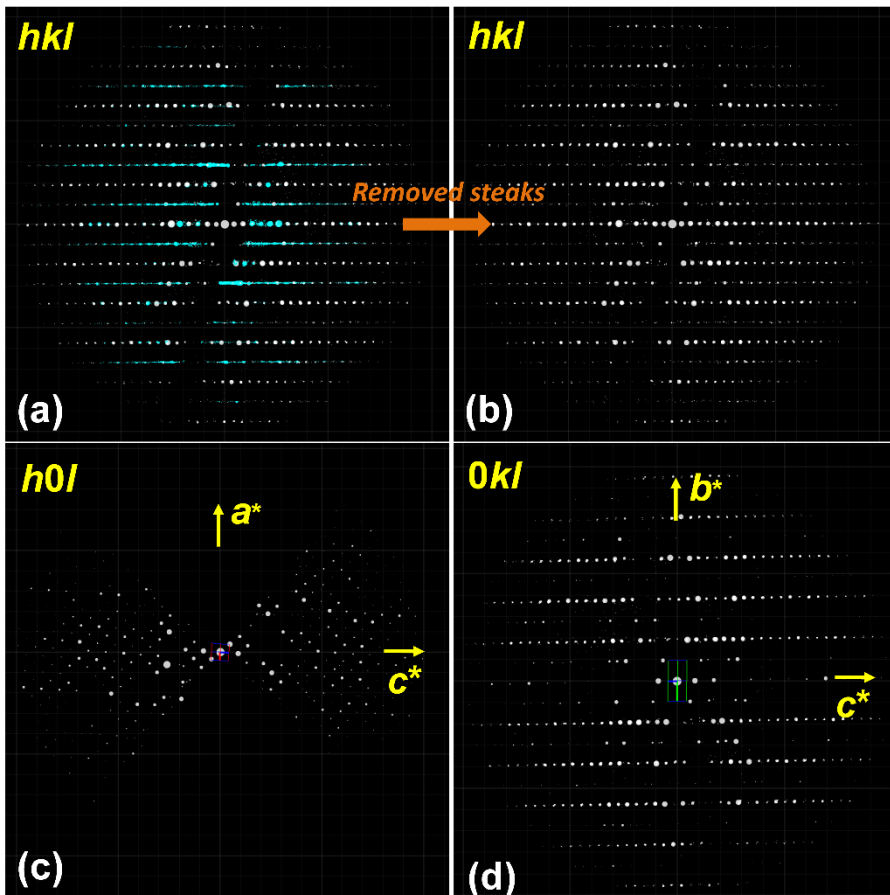 hkl
hkl
Removed steaks
(a)
(b)
h0l
a*
c*
(c)
0kl
b*
c*
(d)